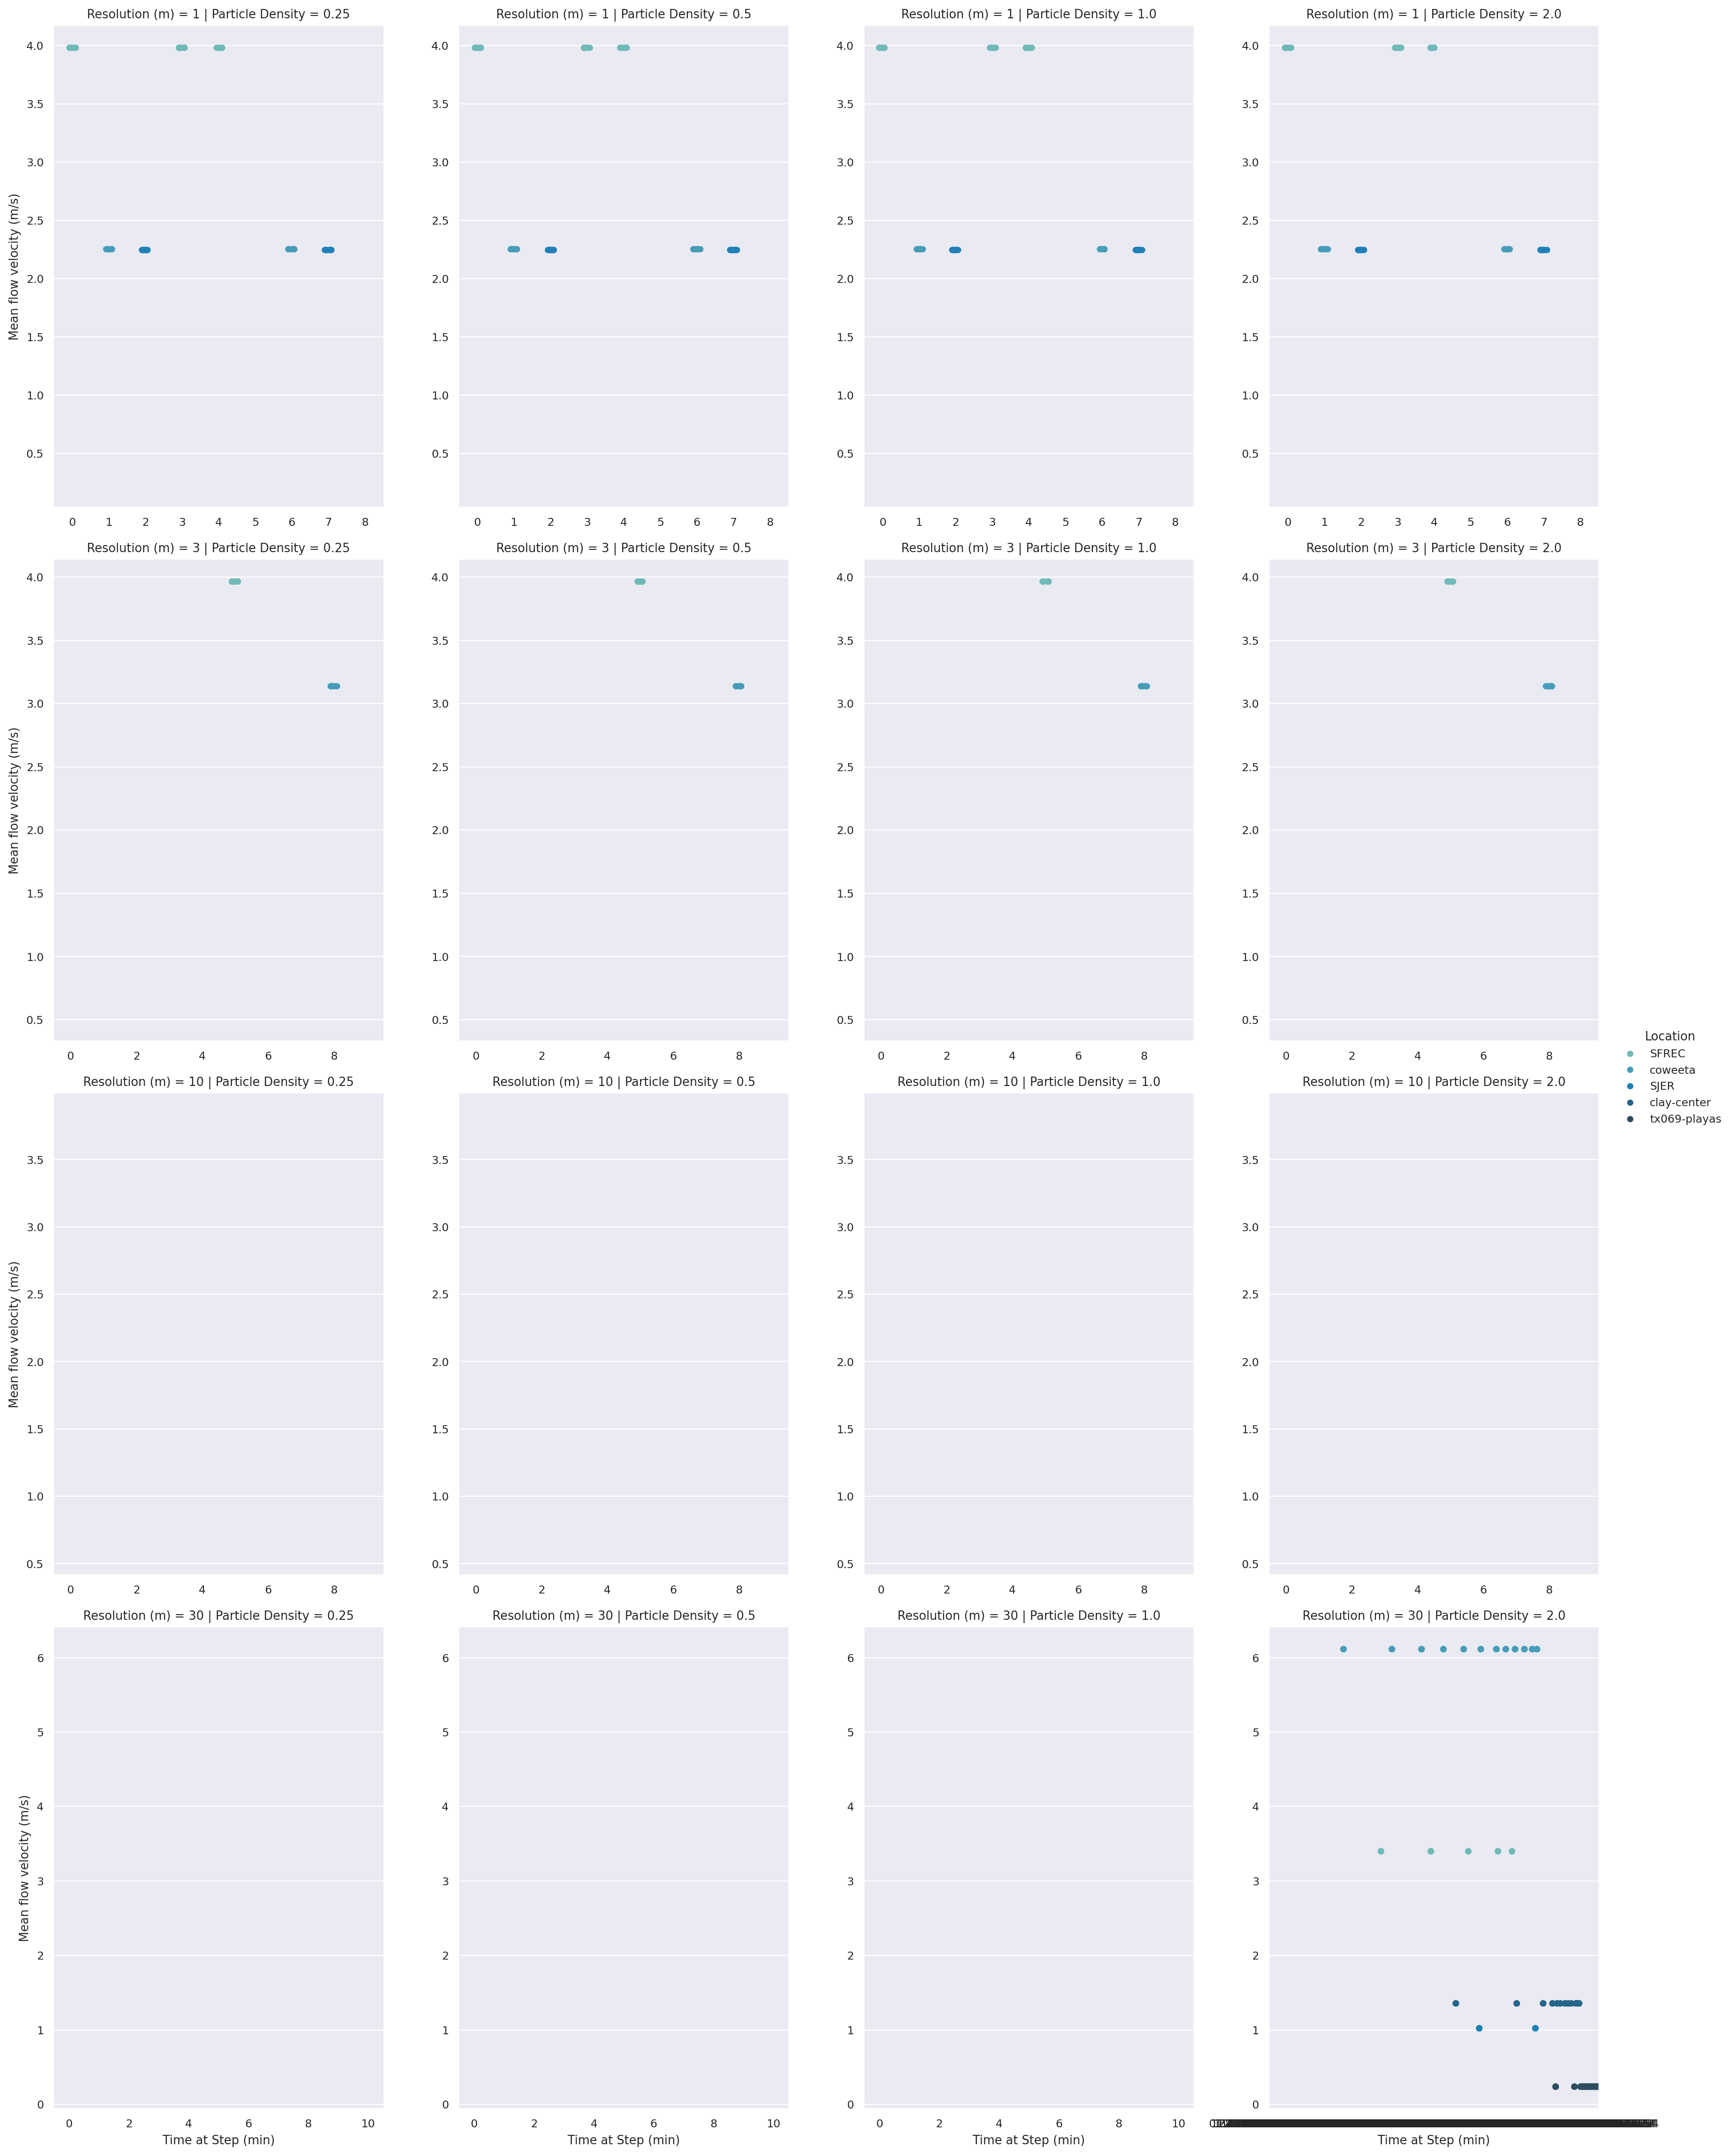 Resolution (m) = 1 | Particle Density = 0.25
Resolution (m) = 1 | Particle Density = 0.5
Resolution (m) = 1 | Particle Density = 1.0
Resolution (m) = 1 | Particle Density = 2.0
Mean flow velocity (m/s)
4.0 3.5 3.0 2.5 2.0 1.5 1.0 0.5
4.0 3.5 3.0 2.5 2.0 1.5 1.0 0.5
4.0 3.5 3.0 2.5 2.0 1.5 1.0 0.5
4.0 3.5 3.0 2.5 2.0 1.5 1.0 0.5
0 1 2 3 4 5 6 7 8
0 1 2 3 4 5 6 7 8
0 1 2 3 4 5 6 7 8
0 1 2 3 4 5 6 7 8
Resolution (m) = 3 | Particle Density = 0.25
Resolution (m) = 3 | Particle Density = 0.5
Resolution (m) = 3 | Particle Density = 1.0
Resolution (m) = 3 | Particle Density = 2.0
Mean flow velocity (m/s)
4.0 3.5 3.0 2.5 2.0 1.5 1.0 0.5
4.0 3.5 3.0 2.5 2.0 1.5 1.0 0.5
4.0 3.5 3.0 2.5 2.0 1.5 1.0 0.5
4.0 3.5 3.0 2.5 2.0 1.5 1.0 0.5
0 2 4 6 8
0 2 4 6 8
0 2 4 6 8
0 2 4 6 8
Location
SFREC
coweeta
SJER
clay-center
tx069-playas
Resolution (m) = 10 | Particle Density = 0.25
Resolution (m) = 10 | Particle Density = 0.5
Resolution (m) = 10 | Particle Density = 1.0
Resolution (m) = 10 | Particle Density = 2.0
Mean flow velocity (m/s)
3.5 3.0 2.5 2.0 1.5 1.0 0.5
3.5 3.0 2.5 2.0 1.5 1.0 0.5
3.5 3.0 2.5 2.0 1.5 1.0 0.5
3.5 3.0 2.5 2.0 1.5 1.0 0.5
0 2 4 6 8
0 2 4 6 8
0 2 4 6 8
0 2 4 6 8
Resolution (m) = 30 | Particle Density = 0.25
Resolution (m) = 30 | Particle Density = 0.5
Resolution (m) = 30 | Particle Density = 1.0
Resolution (m) = 30 | Particle Density = 2.0
Mean flow velocity (m/s)
6 5 4 3 2 1 0
6 5 4 3 2 1 0
6 5 4 3 2 1 0
6 5 4 3 2 1 0
0 2 4 6 8 10
0 2 4 6 8 10
0 2 4 6 8 10
Time at Step (min)
Time at Step (min)
Time at Step (min)
Time at Step (min)